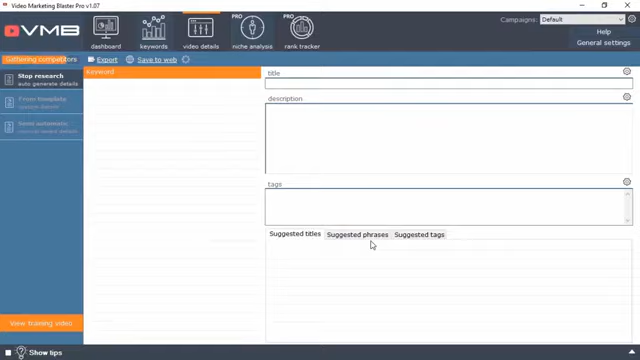 Video Marketing Blaster Pro v1.07
VMB
dashboard
keywords
video details
PRO
niche analysis
PRO
rank tracker
Campaigns: Default
Help
General settings
Gathering competitors
Export
Save to web
Stop research
auto generate details
From template
Semi automatic
Keyword
title
description
tags
Suggested titles
Suggested phrases
Suggested tags
View training video
Show tips